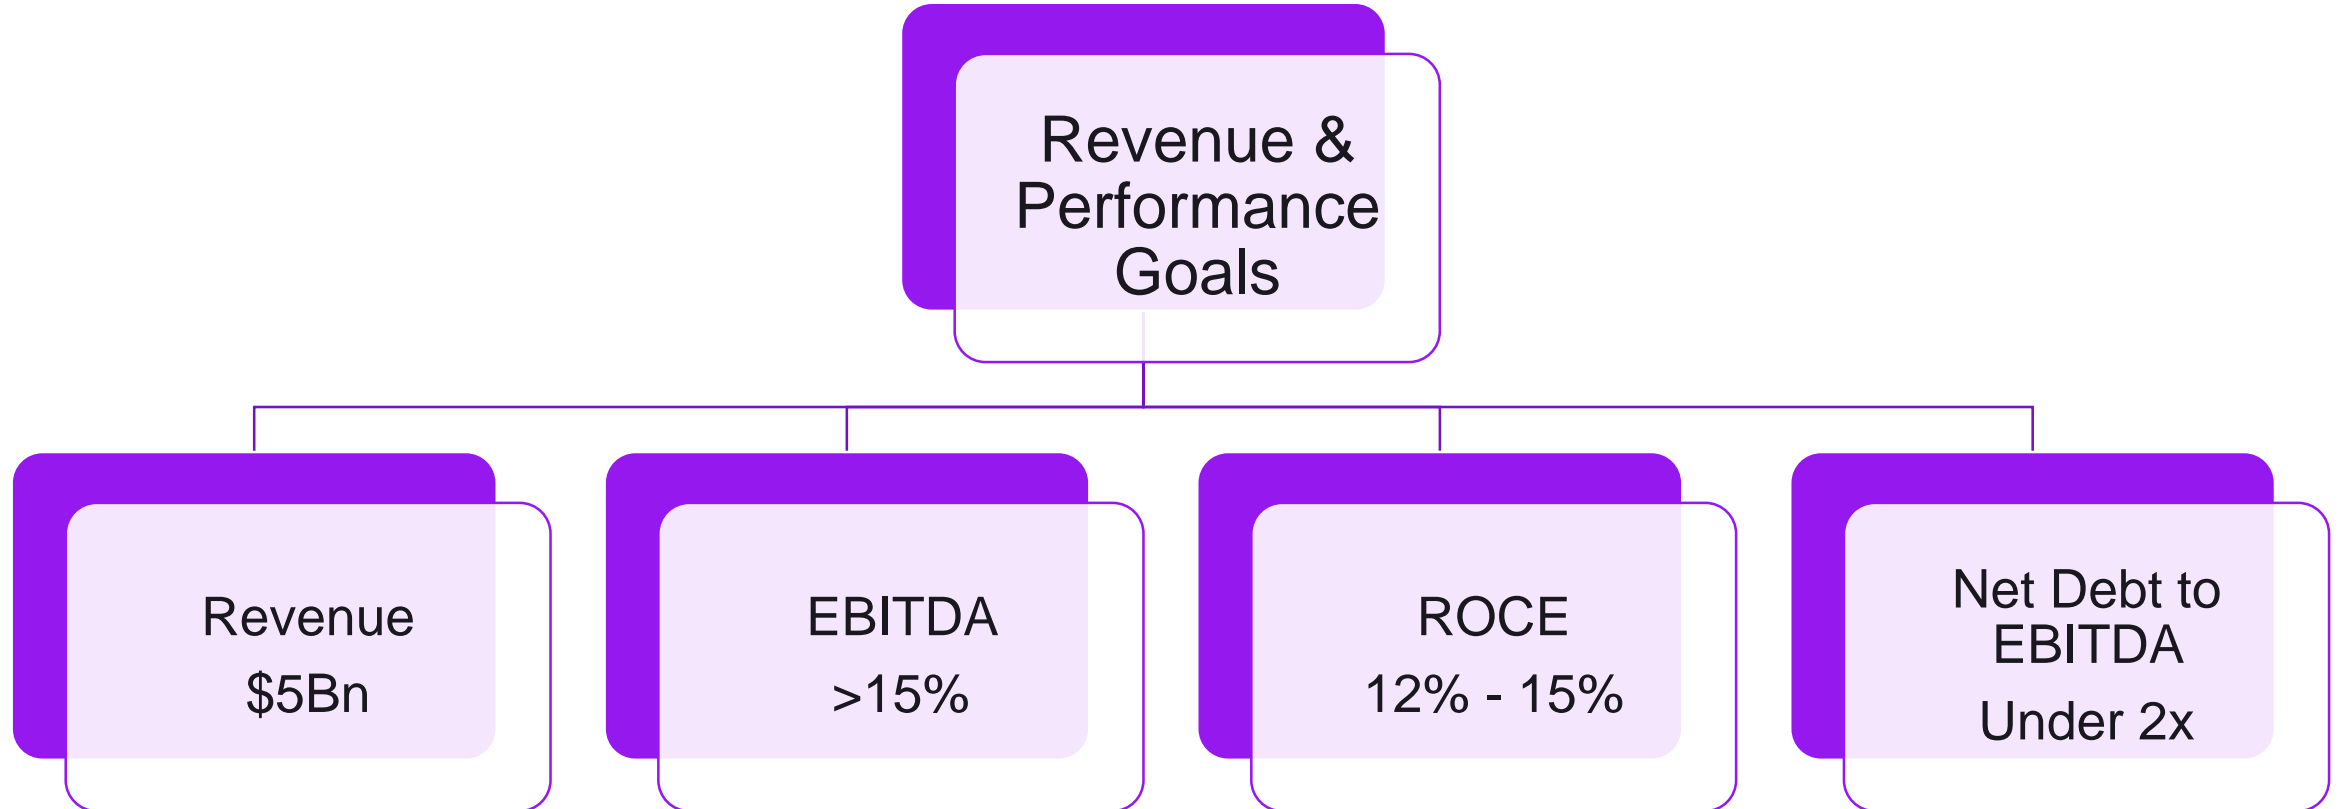 Revenue &
Performance
Goals
Revenue
$5Bn
EBITDA
>15%
ROCE
12% - 15%
Net Debt to
EBITDA
Under 2x